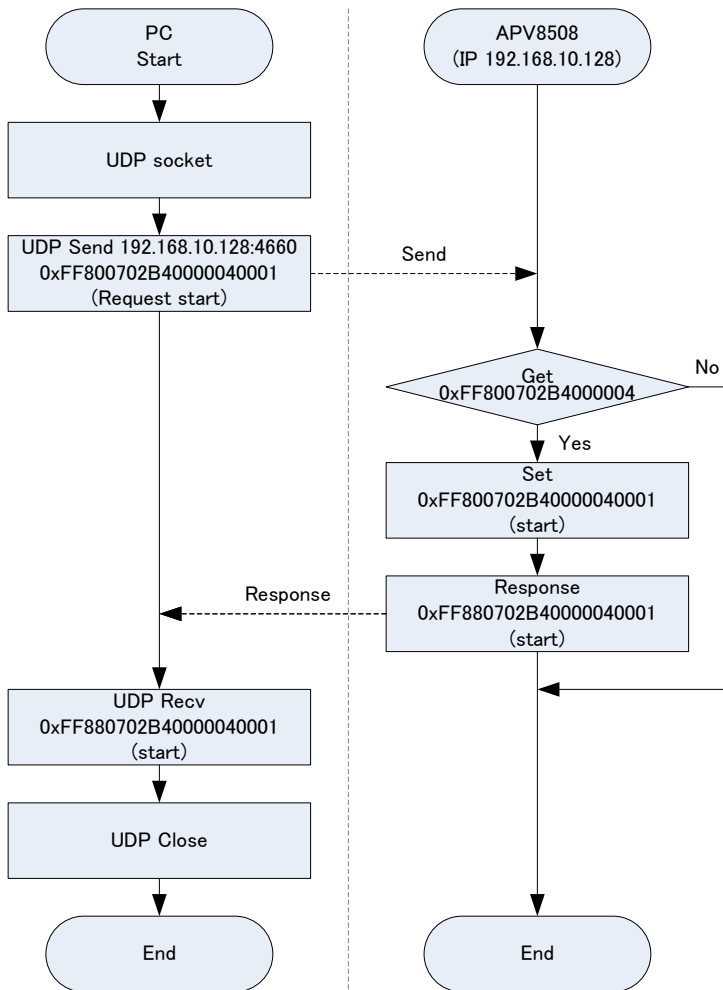 PC
Start
UDP socket
UDP Send 192.168.10.128:4660
0xFF800702B40000040001
(Request start)
UDP Recv
0xFF880702B40000040001
(start)
UDP Close
End
Send
Response
APV8508
(IP 192.168.10.128)
Get
0xFF800702B4000004
No
Yes
Set
0xFF800702B40000040001
(start)
Response
0xFF880702B40000040001
(start)
End